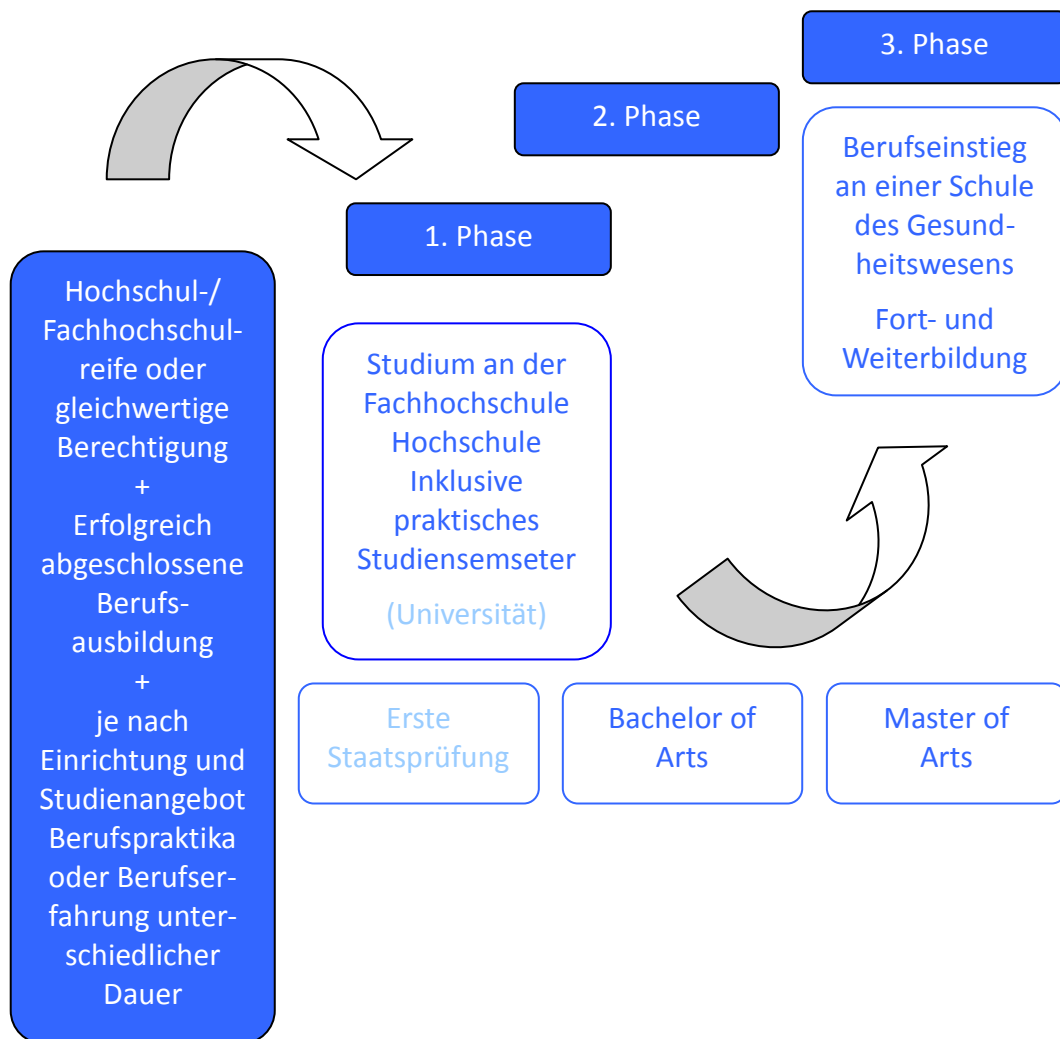 3. Phase
2. Phase
Berufseinstieg
an einer Schule
des Gesund-
heitswesens
Fort- und
Weiterbildung
1. Phase
Hochschul-/
Fachhochschul-
reife oder
gleichwertige
Berechtigung
+
Erfolgreich
abgeschlossene
Berufs-
ausbildung
+
je nach
Einrichtung und
Studienangebot
Berufspraktika
oder Berufser-
fahrung unter-
schiedlicher
Dauer
Studium an der
Fachhochschule
Hochschule
Inklusive
praktisches
Studiensemseter
(Universität)
Erste
Staatsprüfung
Bachelor of
Arts
Master of
Arts